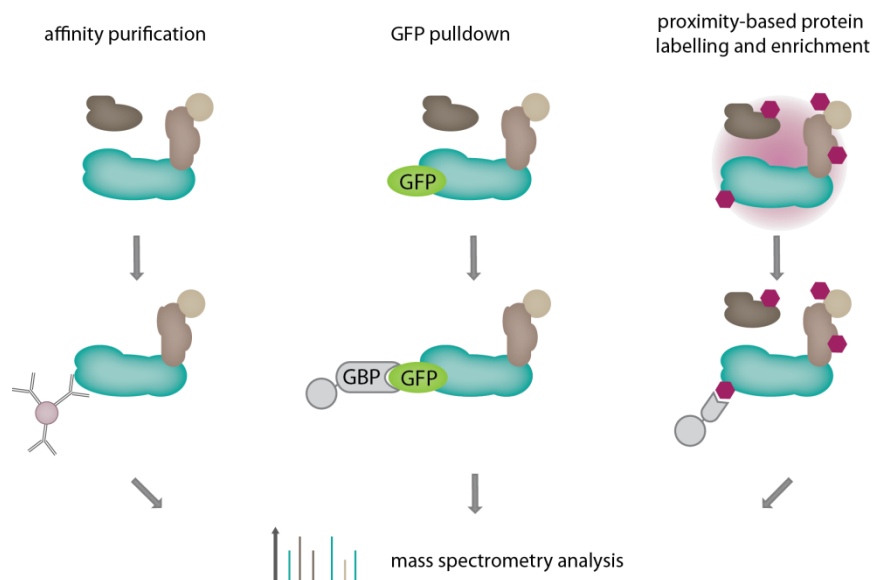 affinity purification
GFP pulldown
proximity-based protein
labelling and enrichment
GFP
GBP
GFP
mass spectrometry analysis